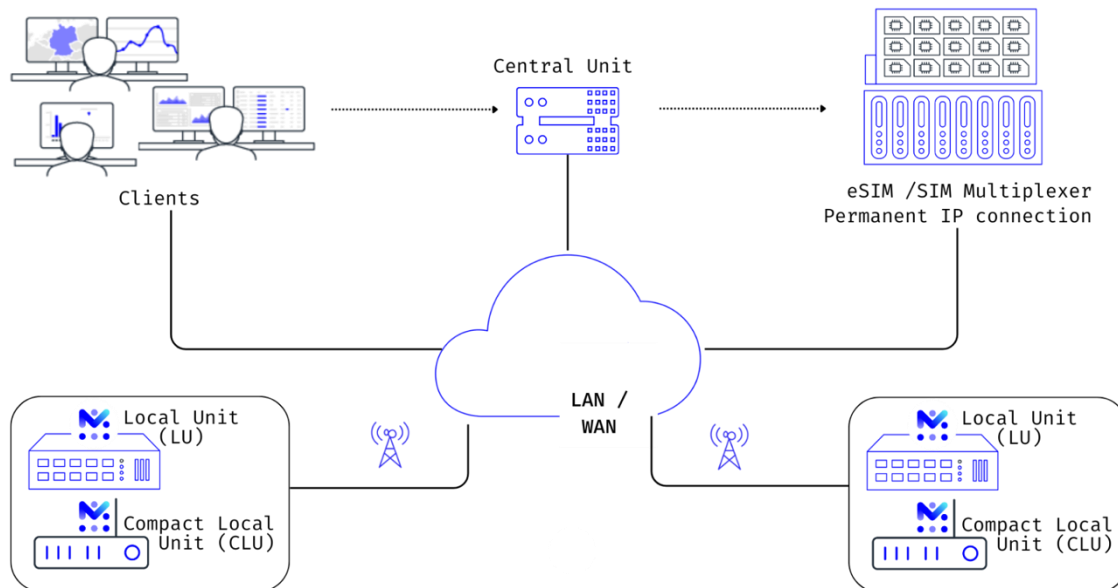 Central Unit
Clients
eSIM /SIM Multiplexer
Permanent IP connection
LAN /
WAN
Local Unit
(LU)
Compact Local
Unit (CLU)
Local Unit
(LU)
Compact Local
Unit (CLU)